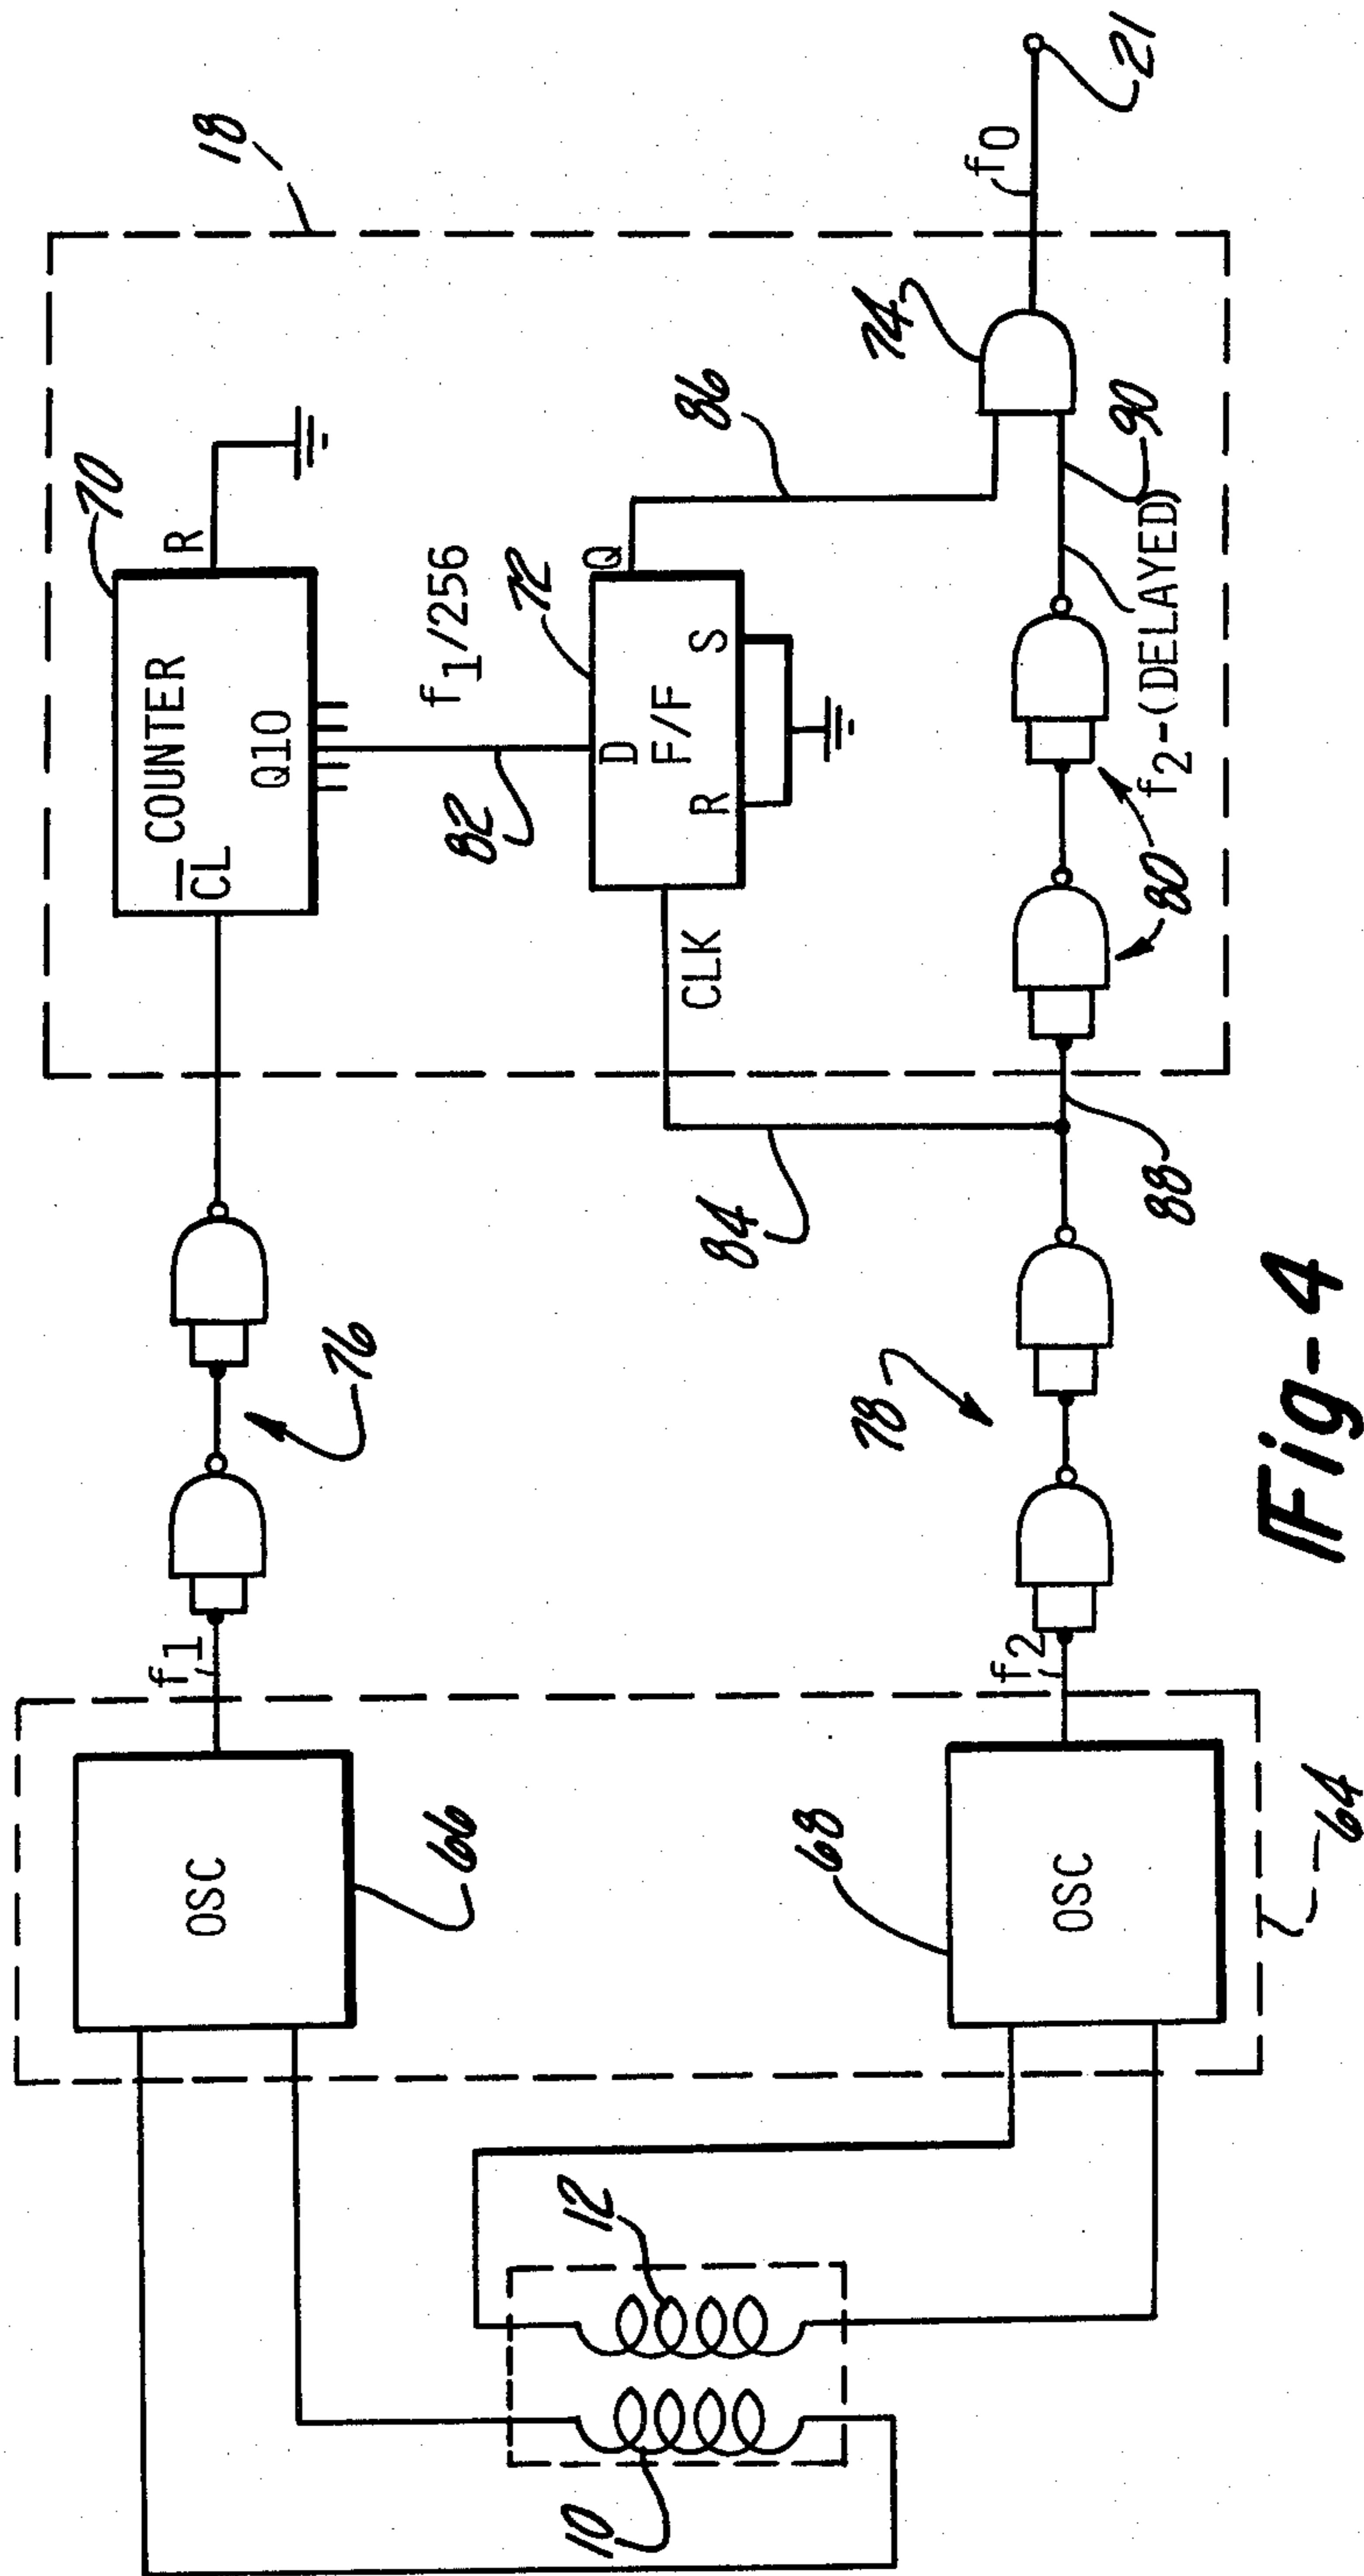 18
70
COUNTER
CL
R
Q10
f1/256
82
72
D
F/F
Q
R
S
CLK
86
74
f0
21
84
88
80
f2-(DELAYED)
90
76
78
f1
f2
OSC
66
OSC
68
64
10
12
Fig-4